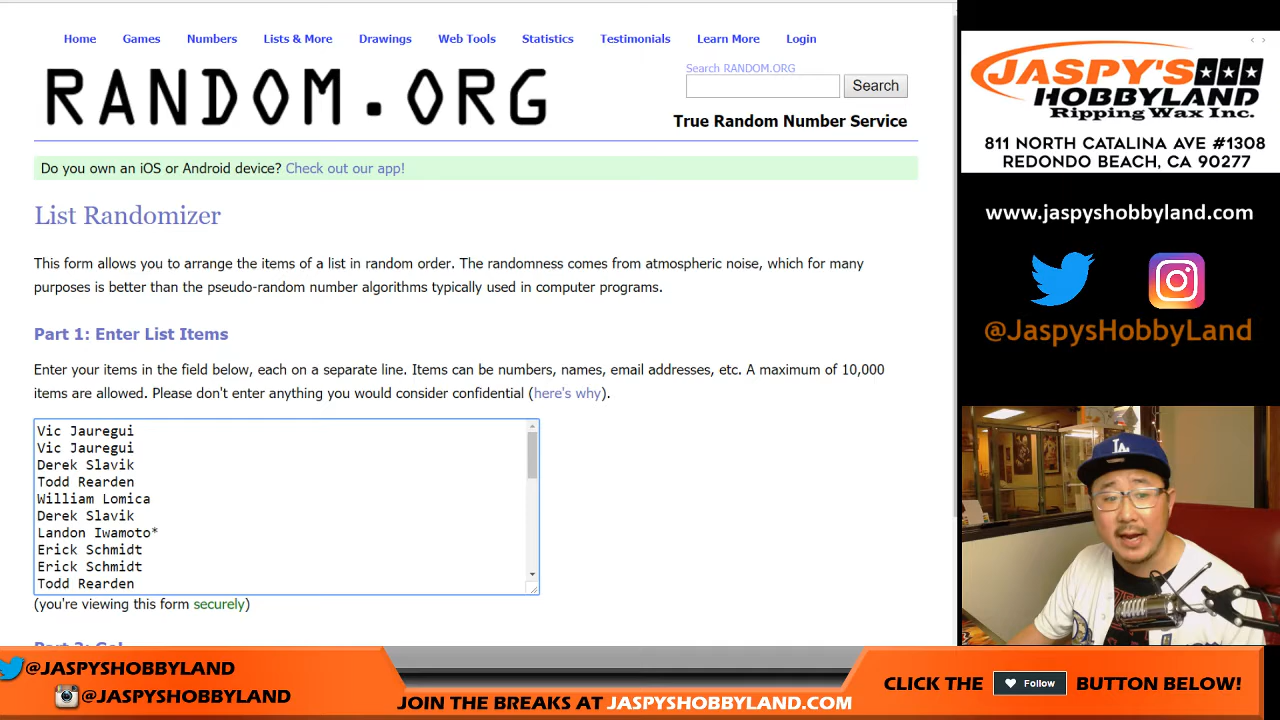 Home Games Numbers Lists & More Drawings Web Tools Statistics Testimonials Learn More Login
RANDOM.ORG
Search RANDOM.ORG
Search
True Random Number Service
Do you own an iOS or Android device? Check out our app!
List Randomizer
This form allows you to arrange the items of a list in random order. The randomness comes from atmospheric noise, which for many
purposes is better than the pseudo-random number algorithms typically used in computer programs.
Part 1: Enter List Items
Enter your items in the field below, each on a separate line. Items can be numbers, names, email addresses, etc. A maximum of 10,000
items are allowed. Please don't enter anything you would consider confidential (here's why).
Vic Jauregui
Vic Jauregui
Derek Slavik
Todd Rearden
William Lomica
Derek Slavik
Landon Iwamoto*
Erick Schmidt
Erick Schmidt
Todd Rearden
(you're viewing this form securely)
JASPY'S
HOBBYLAND
Ripping Wax Inc.
811 NORTH CATALINA AVE #1308
REDONDO BEACH, CA 90277
www.jaspyshobbyland.com
@JaspysHobbyLand
LA
@JASPYSHOBBYLAND
@JASPYSHOBBYLAND
JOIN THE BREAKS AT JASPYSHOBBYLAND.COM
CLICK THE Follow BUTTON BELOW!